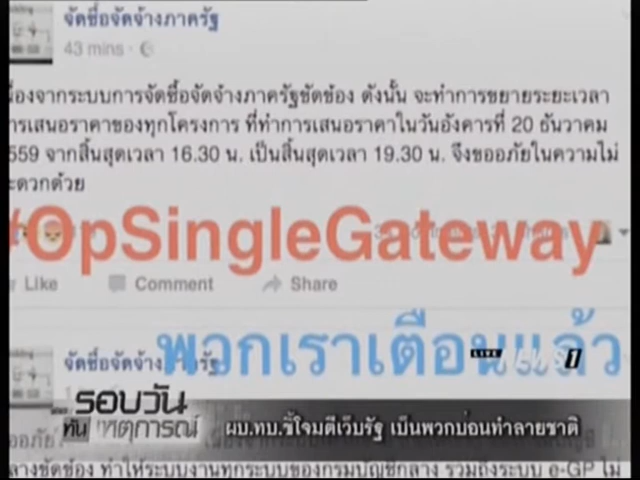 จัดซื้อจัดจ้างภาครัฐ
43 mins ·
นื่องจากระบบการจัดซื้อจัดจ้างภาครัฐขัดข้อง ดังนั้น จะทำการขยายระยะเวลา
ารเสนอราคาของทุกโครงการ ที่ทำการเสนอราคาในวันอังคารที่ 20 ธันวาคม
559 จากสิ้นสุดเวลา 16.30 น. เป็นสิ้นสุดเวลา 19.30 น. จึงขออภัยในความไม่
ะดวกด้วย
#OpSingleGateway
Like Comment Share
พวกเราเตือนแล้ว
LIVE NEWS1
จัดซื้อจัดจ้างภาครัฐ
รอบวัน
ทันเหตุการณ์
ผบ.ทบ.ชี้โจมตีเว็บรัฐ เป็นพวกบ่อนทำลายชาติ
ลางขัดข้อง ทำให้ระบบงานทุกระบบของกรมบัญชีกลาง รวมถึงระบบ e-GP ไม่